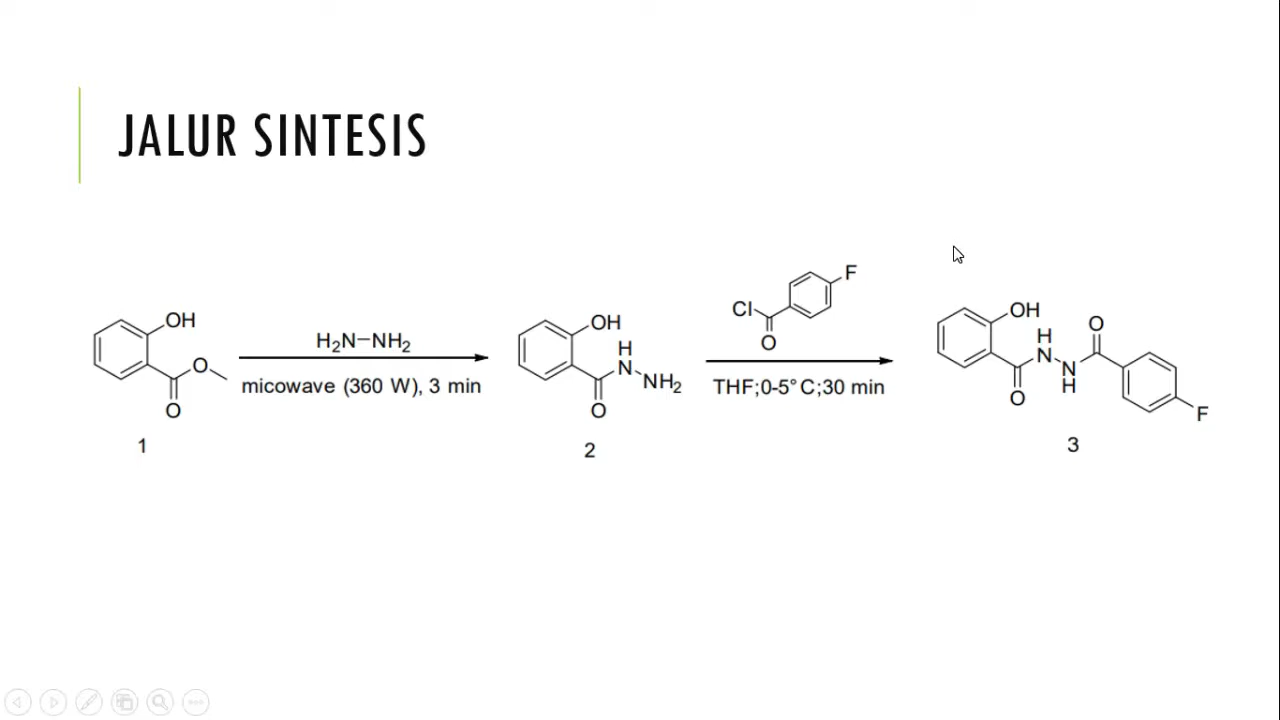 JALUR SINTESIS
OH
O
O
1
H₂N–NH₂
micowave (360 W), 3 min
OH
H
N
NH₂
O
2
F
Cl
O
THF;0-5°C;30 min
OH
H
N
N
H
O
O
F
3